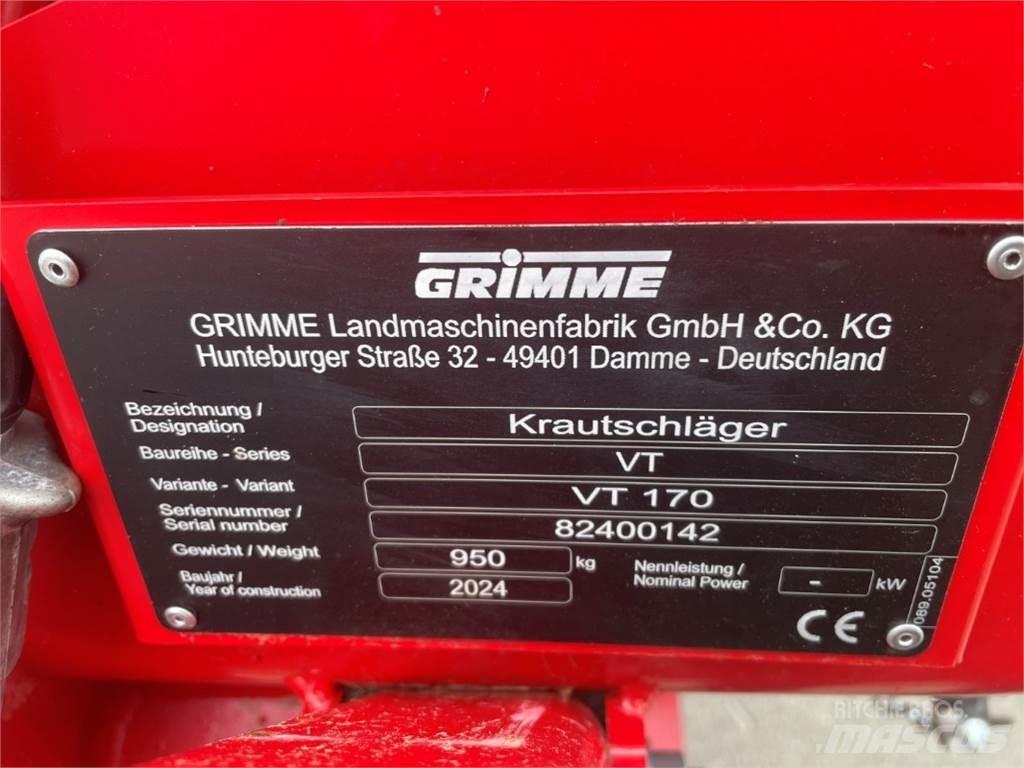 GRIMME
GRIMME Landmaschinenfabrik GmbH &Co. KG
Hunteburger Straße 32 - 49401 Damme - Deutschland
Bezeichnung /
Designation
Krautschläger
Baureihe - Series
VT
Variante - Variant
VT 170
Seriennummer /
Serial number
82400142
Gewicht / Weight
950
kg
Nennleistung /
Nominal Power
-
kW
Baujahr /
Year of construction
2024
CE
089.05104
RITCHIE BROS.
MASCUS